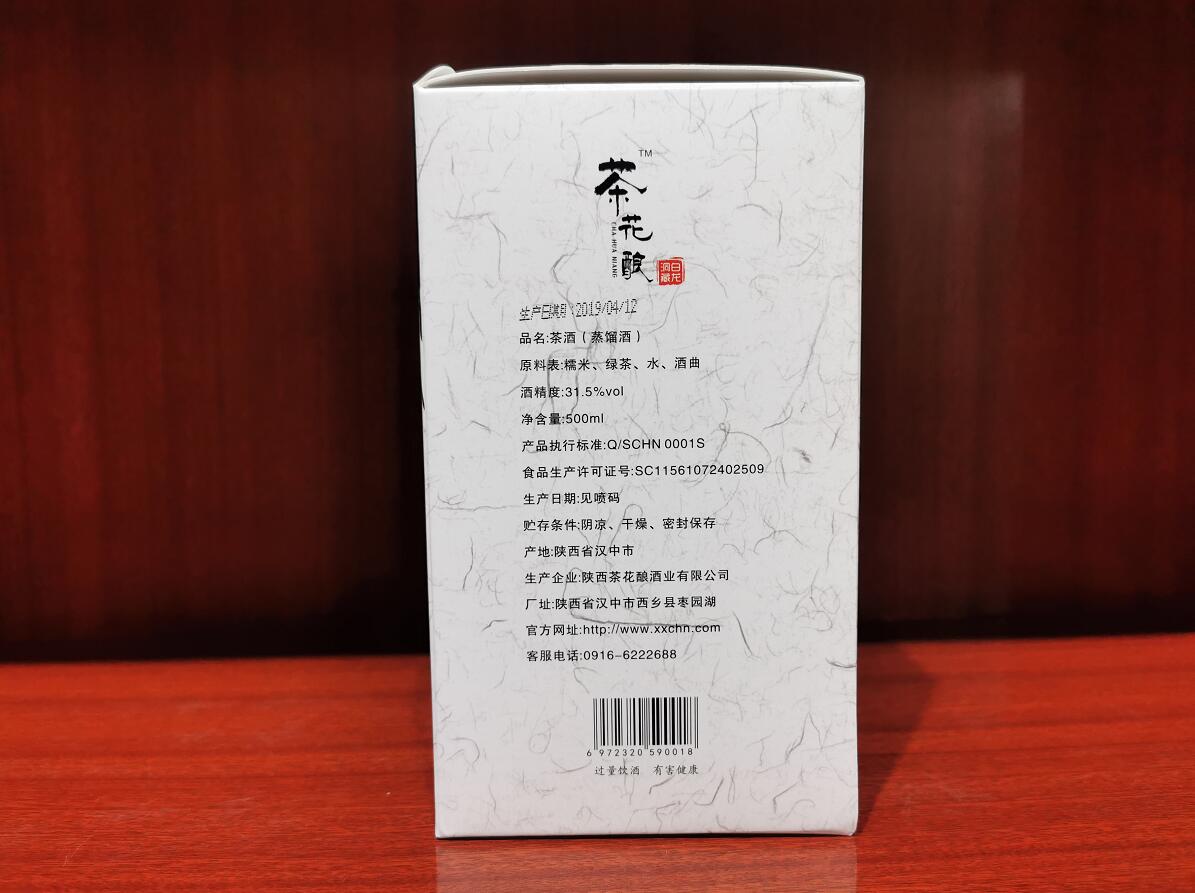 TM
茶花酿
CHA HUA NIANG
白龙
洞藏
生产日期:2019/04/12
品名:茶酒(蒸馏酒)
原料表:糯米、绿茶、水、酒曲
酒精度:31.5%vol
净含量:500ml
产品执行标准:Q/SCHN 0001S
食品生产许可证号:SC11561072402509
生产日期:见喷码
贮存条件:阴凉、干燥、密封保存
产地:陕西省汉中市
生产企业:陕西茶花酿酒业有限公司
厂址:陕西省汉中市西乡县枣园湖
官方网址:http://www.xxchn.com
客服电话:0916-6222688
6 972320 590018
过量饮酒 有害健康